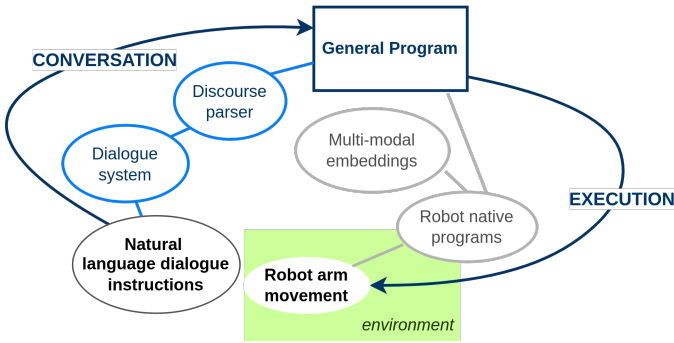 General Program
CONVERSATION
Discourse
parser
Multi-modal
embeddings
Dialogue
system
EXECUTION
Robot native
programs
Natural
language dialogue
instructions
Robot arm
movement
environment